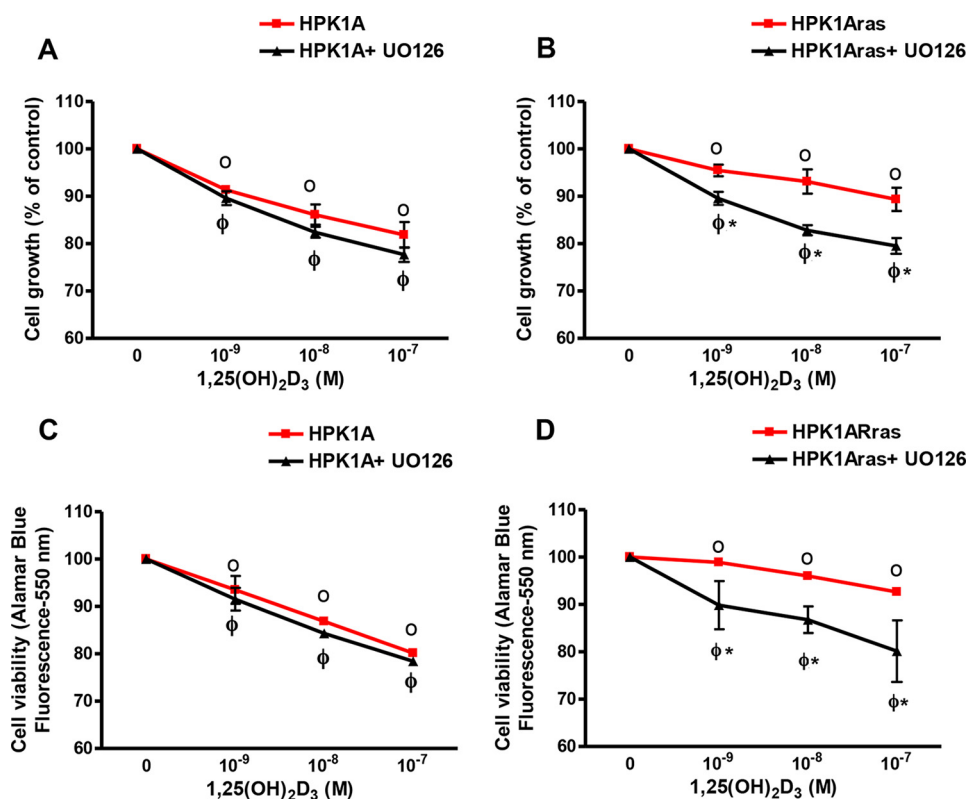 A
HPK1A
HPK1A+ UO126
Cell growth (% of control)
110
100
90
80
70
60
O
O
O
ϕ
ϕ
ϕ
0
10⁻⁹
10⁻⁸
10⁻⁷
1,25(OH)₂D₃ (M)
B
HPK1Aras
HPK1Aras+ UO126
Cell growth (% of control)
110
100
90
80
70
60
O
O
O
ϕ*
ϕ*
ϕ*
0
10⁻⁹
10⁻⁸
10⁻⁷
1,25(OH)₂D₃ (M)
C
HPK1A
HPK1A+ UO126
Cell viability (Alamar Blue
Fluorescence-550 nm)
110
100
90
80
70
60
O
O
O
ϕ
ϕ
ϕ
0
10⁻⁹
10⁻⁸
10⁻⁷
1,25(OH)₂D₃ (M)
D
HPK1ARras
HPK1Aras+ UO126
Cell viability (Alamar Blue
Fluorescence-550 nm)
110
100
90
80
70
60
O
O
O
ϕ*
ϕ*
ϕ*
0
10⁻⁹
10⁻⁸
10⁻⁷
1,25(OH)₂D₃ (M)